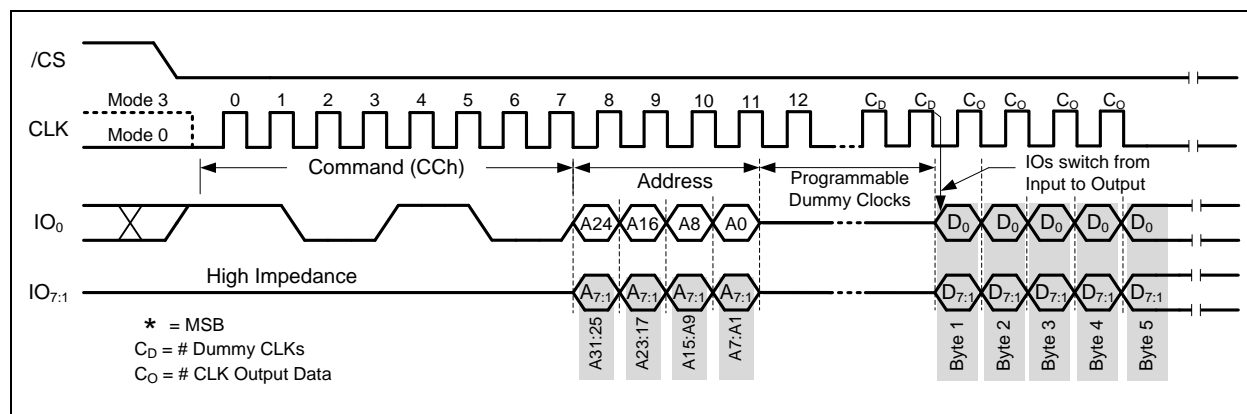 /CS
Mode 3
0 1 2 3 4 5 6 7 8 9 10 11 12 CD CD CO CO CO CO
CLK
Mode 0
Command (CCh)
Address
Programmable
Dummy Clocks
IOs switch from
Input to Output
IO0
A24 A16 A8 A0
D0 D0 D0 D0 D0
High Impedance
IO7:1
A7:1 A7:1 A7:1 A7:1
D7:1 D7:1 D7:1 D7:1 D7:1
* = MSB
CD = # Dummy CLKs
CO = # CLK Output Data
A31:25
A23:17
A15:A9
A7:A1
Byte 1
Byte 2
Byte 3
Byte 4
Byte 5